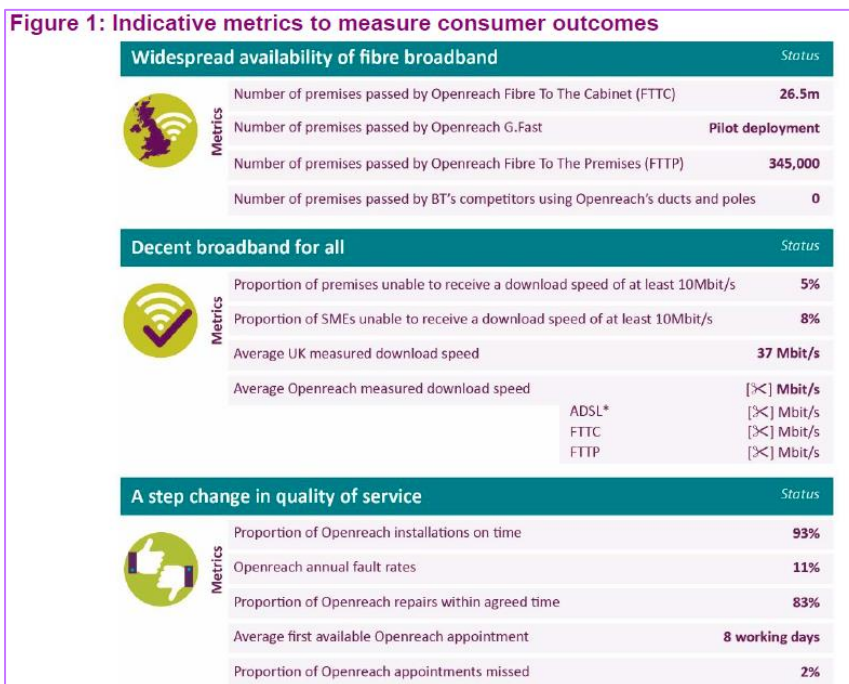 Figure 1: Indicative metrics to measure consumer outcomes
Widespread availability of fibre broadband Status
Metrics
Number of premises passed by Openreach Fibre To The Cabinet (FTTC) 26.5m
Number of premises passed by Openreach G.Fast Pilot deployment
Number of premises passed by Openreach Fibre To The Premises (FTTP) 345,000
Number of premises passed by BT's competitors using Openreach's ducts and poles 0
Decent broadband for all Status
Metrics
Proportion of premises unable to receive a download speed of at least 10Mbit/s 5%
Proportion of SMEs unable to receive a download speed of at least 10Mbit/s 8%
Average UK measured download speed 37 Mbit/s
Average Openreach measured download speed [✂] Mbit/s
ADSL* [✂] Mbit/s
FTTC [✂] Mbit/s
FTTP [✂] Mbit/s
A step change in quality of service Status
Metrics
Proportion of Openreach installations on time 93%
Openreach annual fault rates 11%
Proportion of Openreach repairs within agreed time 83%
Average first available Openreach appointment 8 working days
Proportion of Openreach appointments missed 2%